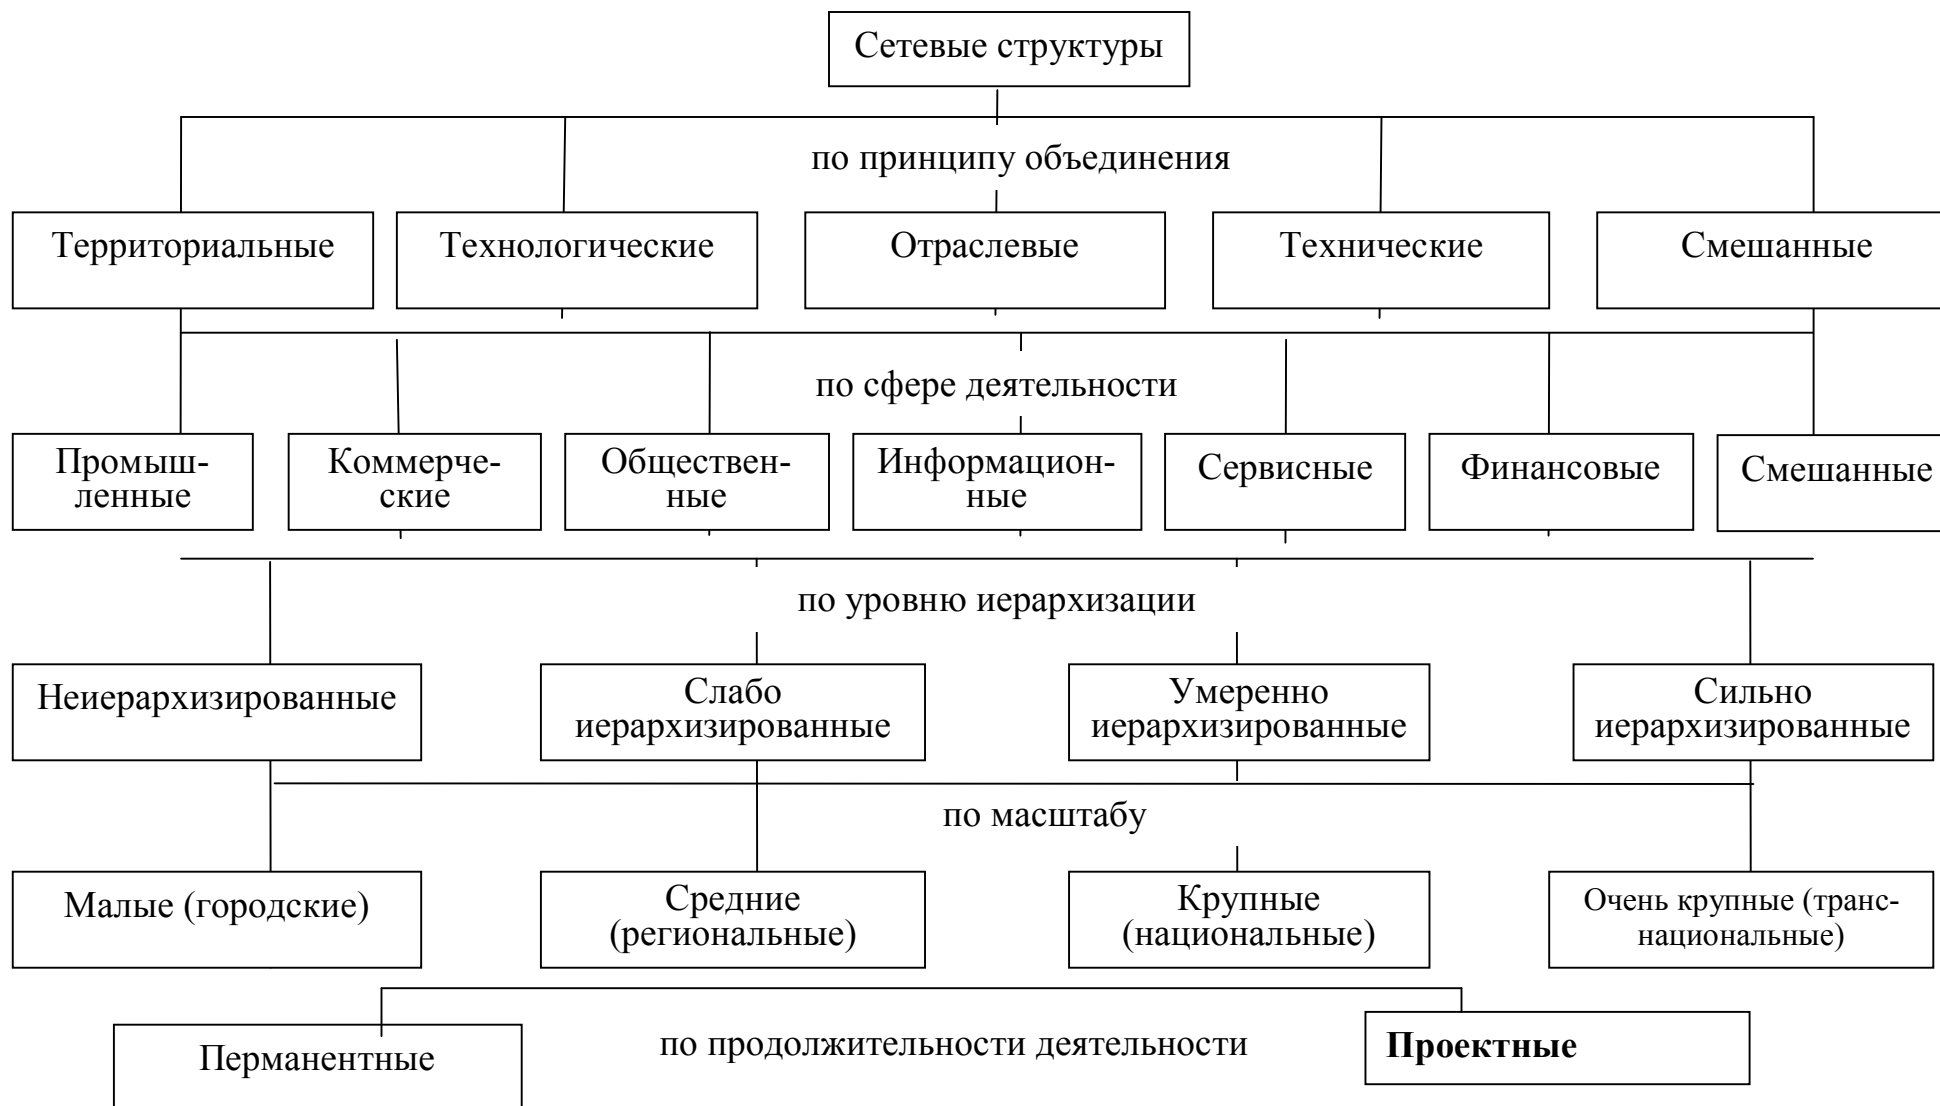 Сетевые структуры
по принципу объединения
Территориальные
Технологические
Отраслевые
Технические
Смешанные
по сфере деятельности
Промыш-
ленные
Коммерче-
ские
Обществен-
ные
Информацион-
ные
Сервисные
Финансовые
Смешанные
по уровню иерархизации
Неиерархизированные
Слабо
иерархизированные
Умеренно
иерархизированные
Сильно
иерархизированные
по масштабу
Малые (городские)
Средние
(региональные)
Крупные
(национальные)
Очень крупные (транс-
национальные)
по продолжительности деятельности
Перманентные
Проектные